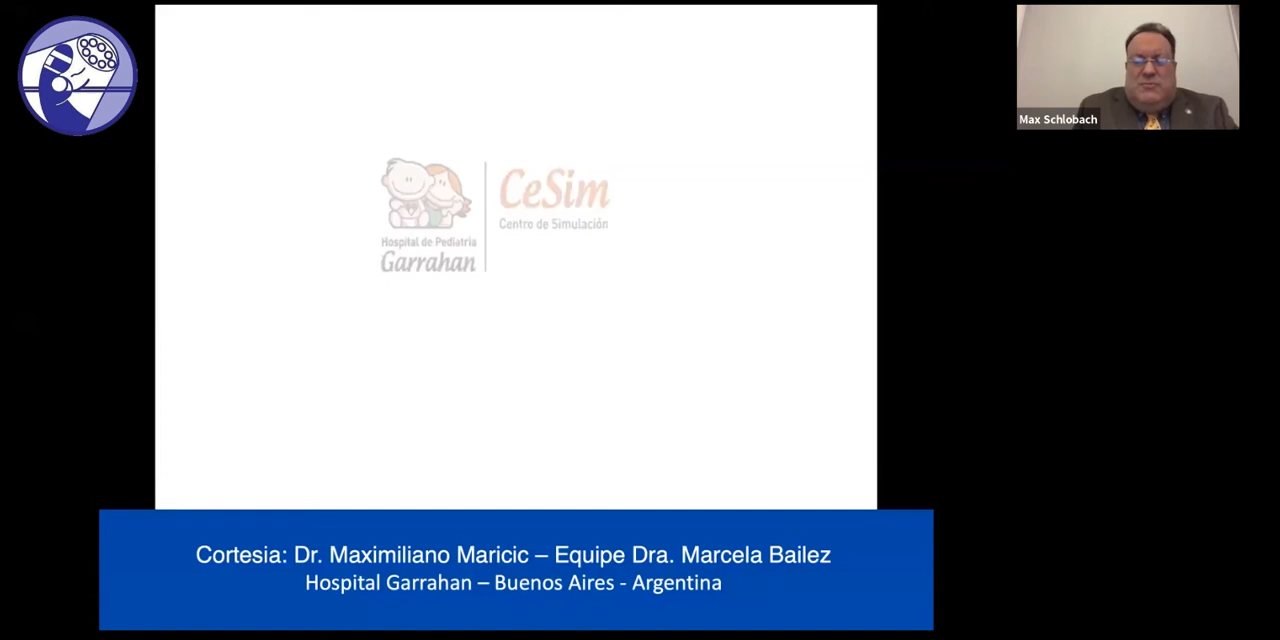 CeSim
Centro de Simulación
Hospital de Pediatría
Garrahan
Max Schlobach
Cortesia: Dr. Maximiliano Maricic – Equipe Dra. Marcela Bailez
Hospital Garrahan – Buenos Aires - Argentina